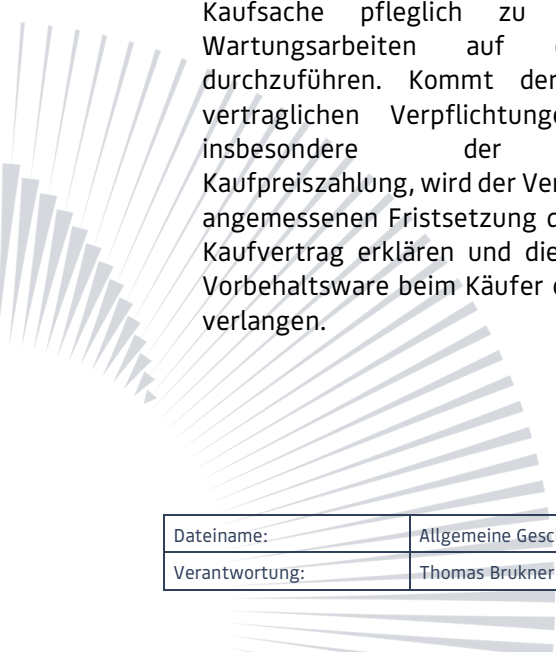 Kaufsache pfleglich zu
Wartungsarbeiten auf
durchzuführen. Kommt der
vertraglichen Verpflichtung
insbesondere der
Kaufpreiszahlung, wird der Ver
angemessenen Fristsetzung
Kaufvertrag erklären und die
Vorbehaltsware beim Käufer
verlangen.
Dateiname: Allgemeine Gesc
Verantwortung: Thomas Brukner